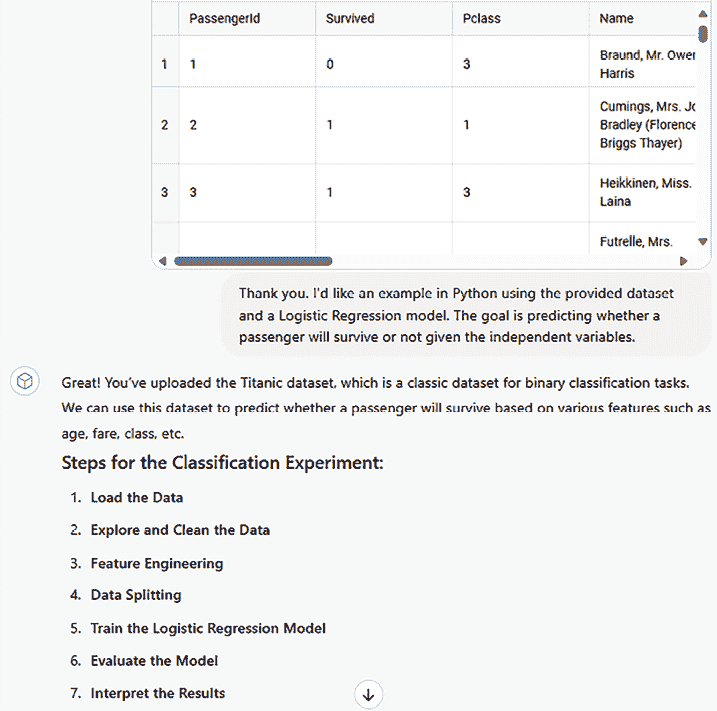 PassengerId Survived Pclass Name
1 1 0 3 Braund, Mr. Owen
Harris
2 2 1 1 Cumings, Mrs. Jo
Bradley (Florence
Briggs Thayer)
3 3 1 3 Heikkinen, Miss.
Laina
Futrelle, Mrs.
Thank you. I'd like an example in Python using the provided dataset
and a Logistic Regression model. The goal is predicting whether a
passenger will survive or not given the independent variables.
Great! You've uploaded the Titanic dataset, which is a classic dataset for binary classification tasks.
We can use this dataset to predict whether a passenger will survive based on various features such as
age, fare, class, etc.
Steps for the Classification Experiment:
1. Load the Data
2. Explore and Clean the Data
3. Feature Engineering
4. Data Splitting
5. Train the Logistic Regression Model
6. Evaluate the Model
7. Interpret the Results